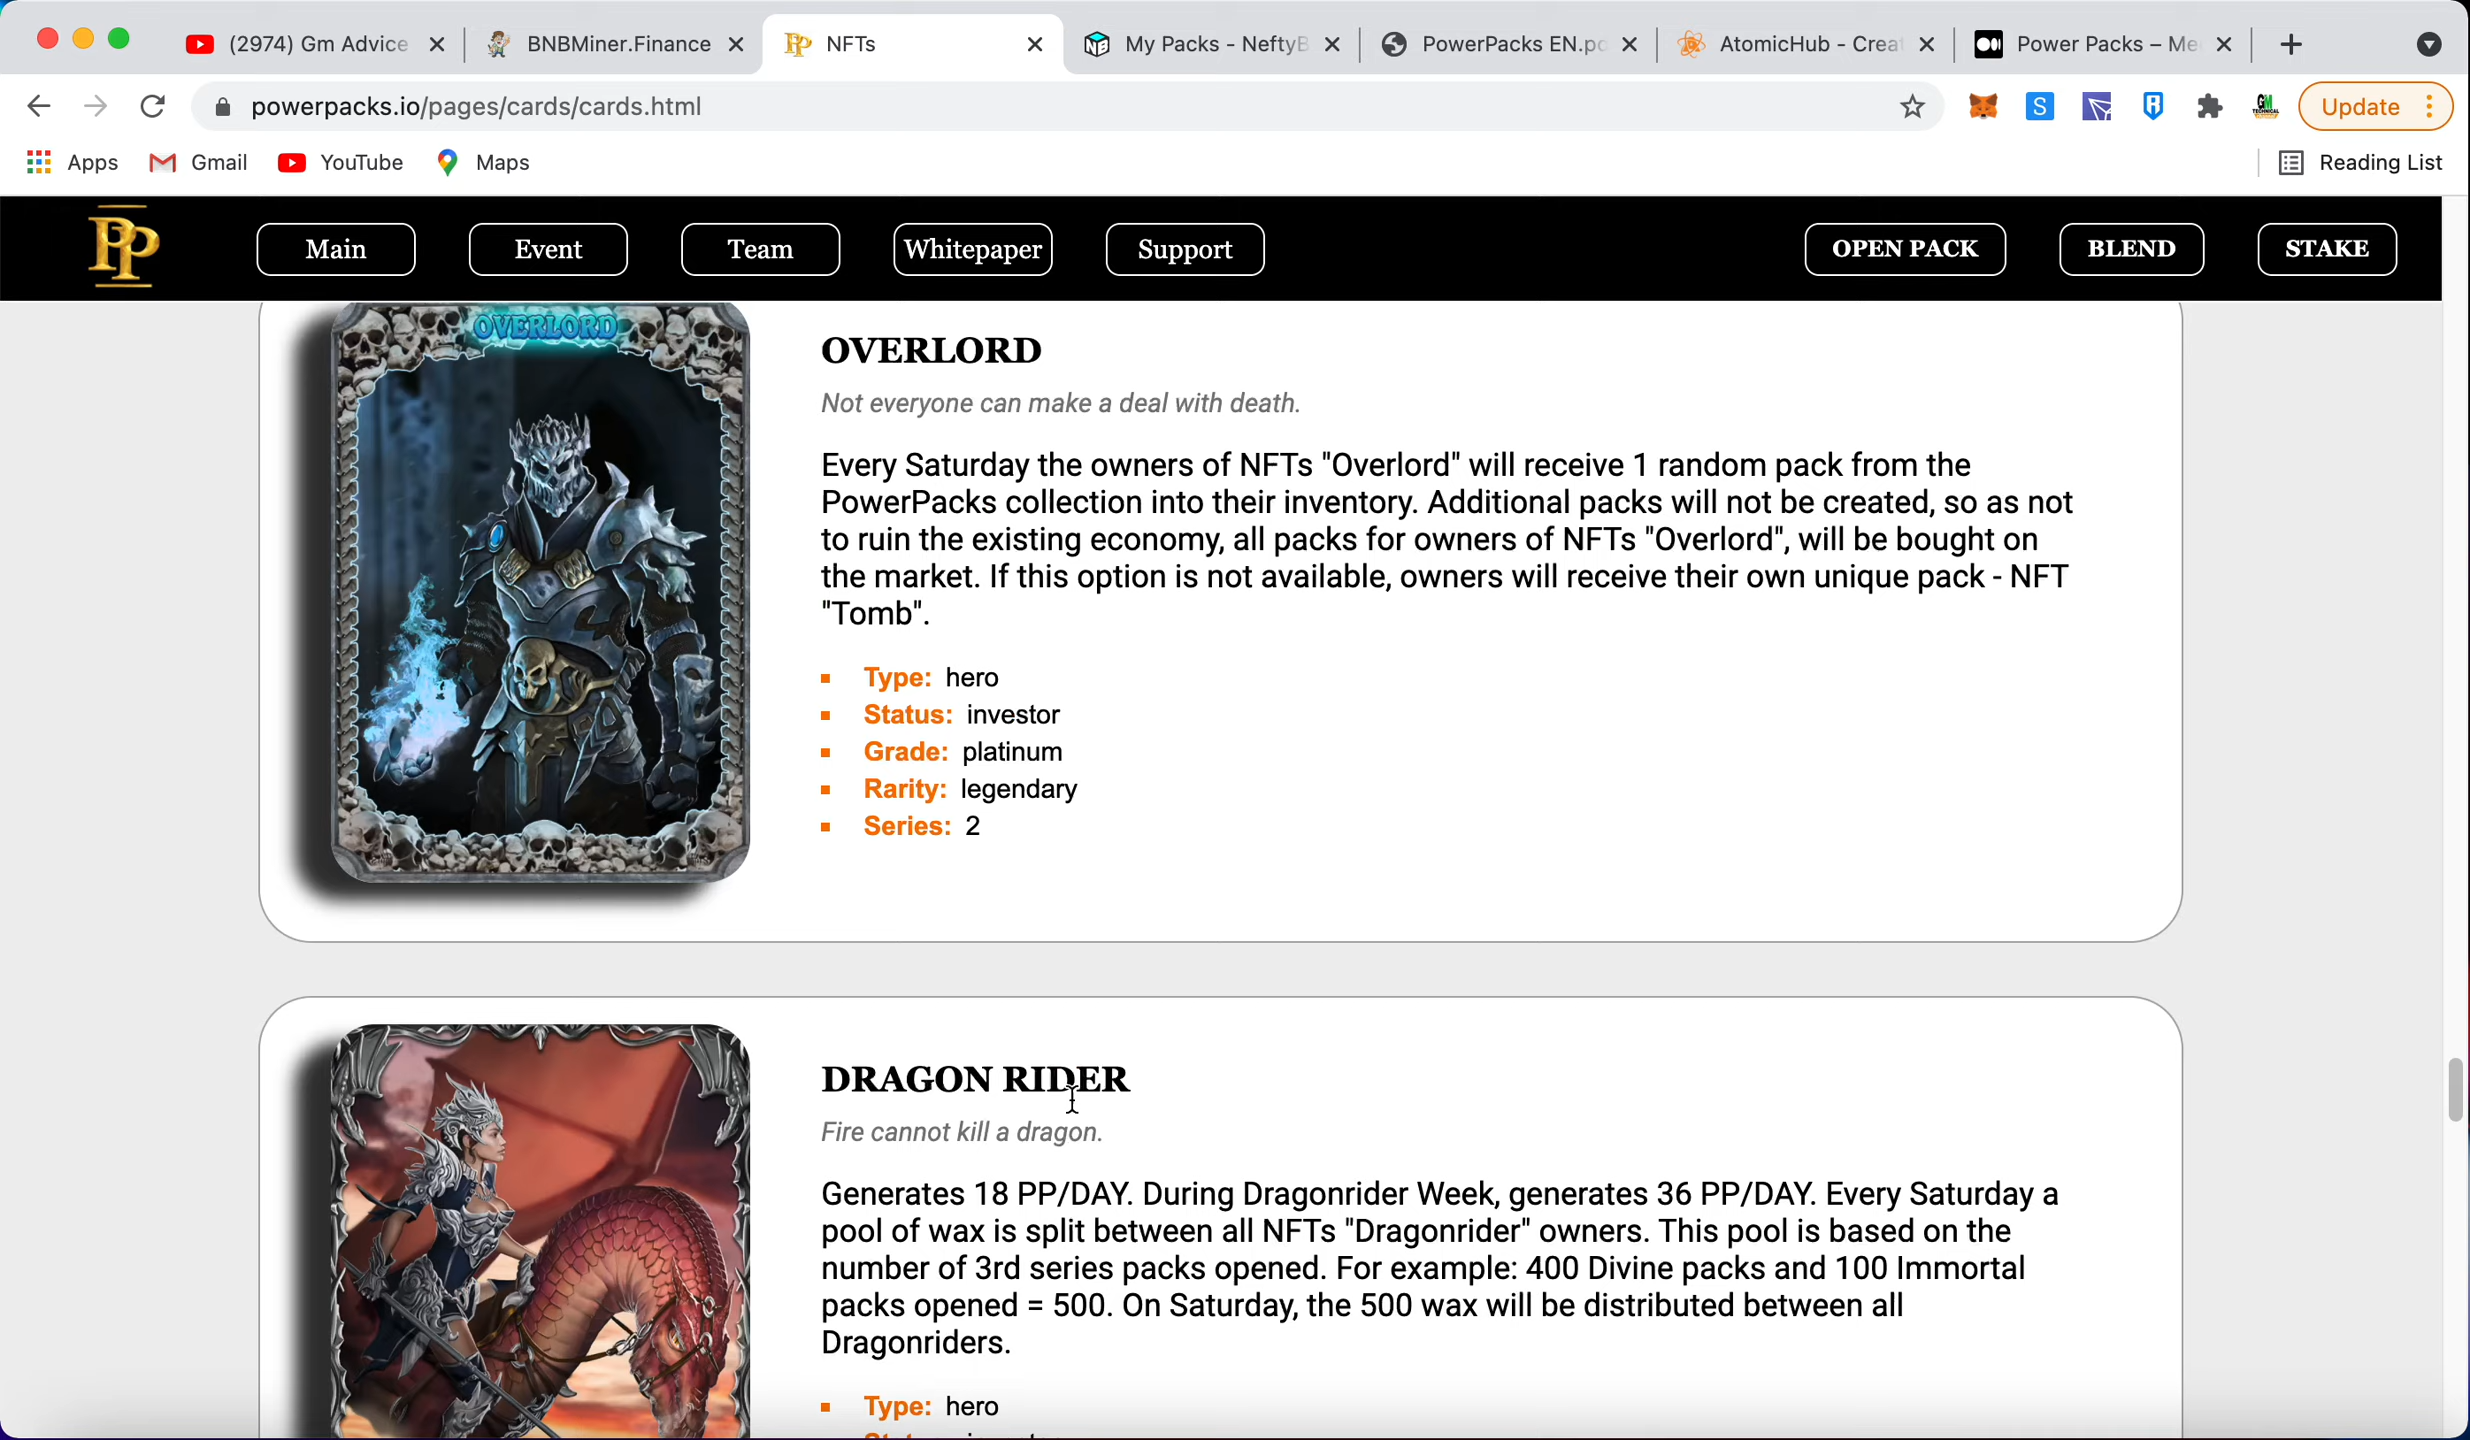 (2974) Gm Advice
BNBMiner.Finance
NFTs
My Packs - NeftyB
PowerPacks EN.pd
AtomicHub - Creat
Power Packs – Me
powerpacks.io/pages/cards/cards.html
Update
Apps
Gmail
YouTube
Maps
Reading List
PP
Main
Event
Team
Whitepaper
Support
OPEN PACK
BLEND
STAKE
OVERLORD
OVERLORD
Not everyone can make a deal with death.
Every Saturday the owners of NFTs "Overlord" will receive 1 random pack from the
PowerPacks collection into their inventory. Additional packs will not be created, so as not
to ruin the existing economy, all packs for owners of NFTs "Overlord", will be bought on
the market. If this option is not available, owners will receive their own unique pack - NFT
"Tomb".
Type: hero
Status: investor
Grade: platinum
Rarity: legendary
Series: 2
DRAGON RIDER
Fire cannot kill a dragon.
Generates 18 PP/DAY. During Dragonrider Week, generates 36 PP/DAY. Every Saturday a
pool of wax is split between all NFTs "Dragonrider" owners. This pool is based on the
number of 3rd series packs opened. For example: 400 Divine packs and 100 Immortal
packs opened = 500. On Saturday, the 500 wax will be distributed between all
Dragonriders.
Type: hero